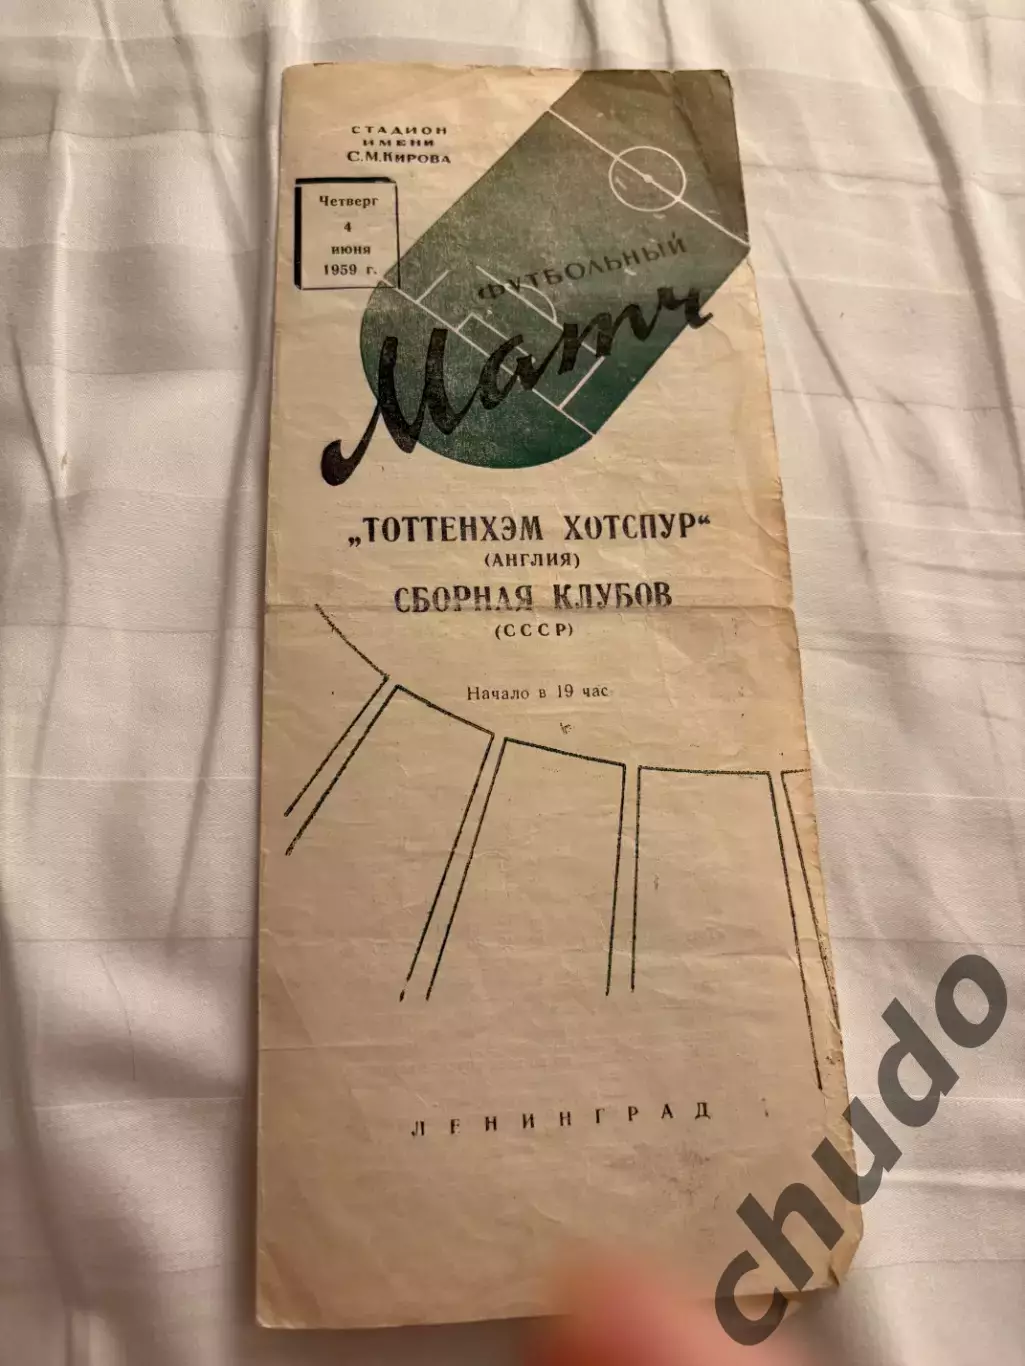 СТАДИОН
ИМЕНИ
С.М.КИРОВА
Четверг
4
июня
1959 г.
ФУТБОЛЬНЫЙ
Матч
„ТОТТЕНХЭМ ХОТСПУР“
(АНГЛИЯ)
СБОРНАЯ КЛУБОВ
(СССР)
Начало в 19 час
ЛЕНИНГРАД
chudo